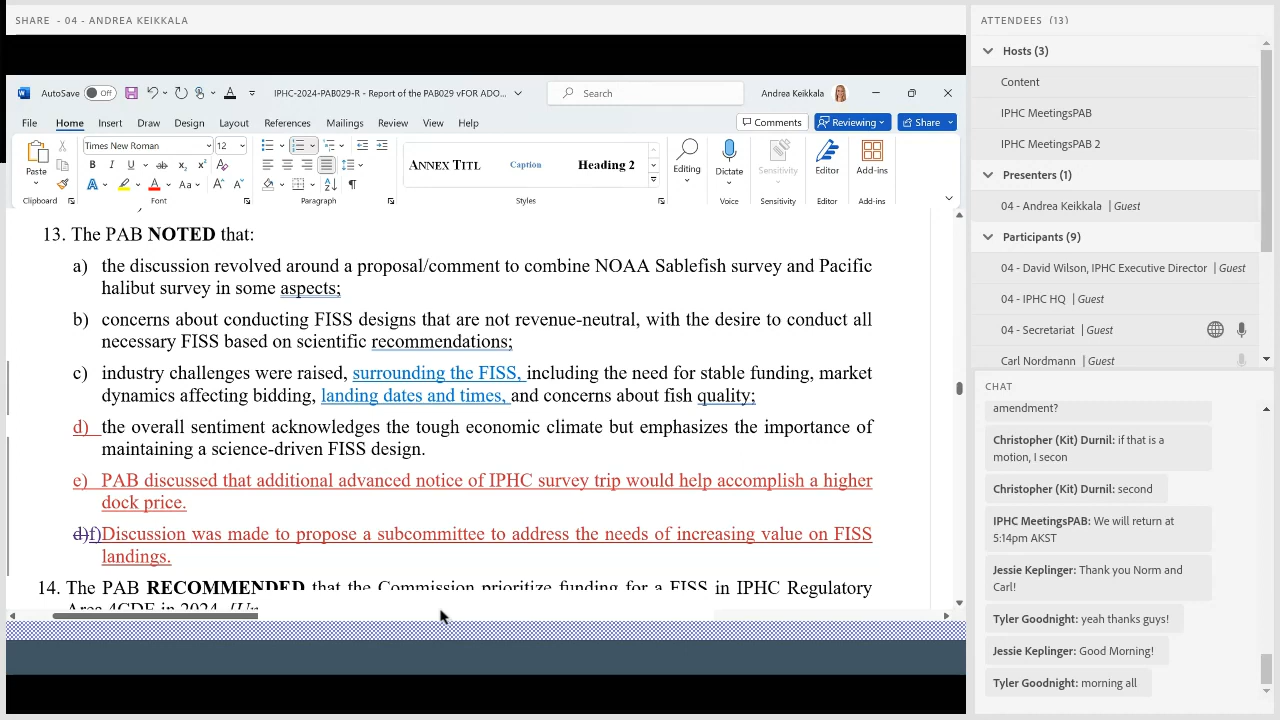 SHARE - 04 - ANDREA KEIKKALA
AutoSave Off
IPHC-2024-PAB029-R - Report of the PAB029 vFOR ADO...
Search
Andrea Keikkala
File Home Insert Draw Design Layout References Mailings Review View Help
Comments Reviewing Share
Paste
Times New Roman 12
ANNEX TITL Caption Heading 2
Editing Dictate Sensitivity Editor Add-ins
Clipboard Font Paragraph Styles Voice Sensitivity Editor Add-ins
13. The PAB NOTED that:
a) the discussion revolved around a proposal/comment to combine NOAA Sablefish survey and Pacific
halibut survey in some aspects;
b) concerns about conducting FISS designs that are not revenue-neutral, with the desire to conduct all
necessary FISS based on scientific recommendations;
c) industry challenges were raised, surrounding the FISS, including the need for stable funding, market
dynamics affecting bidding, landing dates and times, and concerns about fish quality;
d) the overall sentiment acknowledges the tough economic climate but emphasizes the importance of
maintaining a science-driven FISS design.
e) PAB discussed that additional advanced notice of IPHC survey trip would help accomplish a higher
dock price.
d)f)Discussion was made to propose a subcommittee to address the needs of increasing value on FISS
landings.
14. The PAB RECOMMENDED that the Commission prioritize funding for a FISS in IPHC Regulatory
Area 4CDE in 2024.
ATTENDEES (13)
Hosts (3)
Content
IPHC MeetingsPAB
IPHC MeetingsPAB 2
Presenters (1)
04 - Andrea Keikkala | Guest
Participants (9)
04 - David Wilson, IPHC Executive Director | Guest
04 - IPHC HQ | Guest
04 - Secretariat | Guest
Carl Nordmann | Guest
CHAT
amendment?
Christopher (Kit) Durnil: if that is a
motion, I secon
Christopher (Kit) Durnil: second
IPHC MeetingsPAB: We will return at
5:14pm AKST
Jessie Keplinger: Thank you Norm and
Carl!
Tyler Goodnight: yeah thanks guys!
Jessie Keplinger: Good Morning!
Tyler Goodnight: morning all